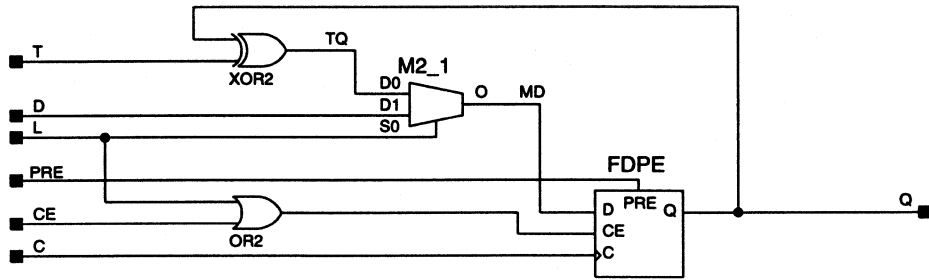 T
TQ
XOR2
M2_1
D0
O
MD
D
D1
L
S0
FDPE
PRE
PRE
D
Q
Q
CE
CE
OR2
C
C